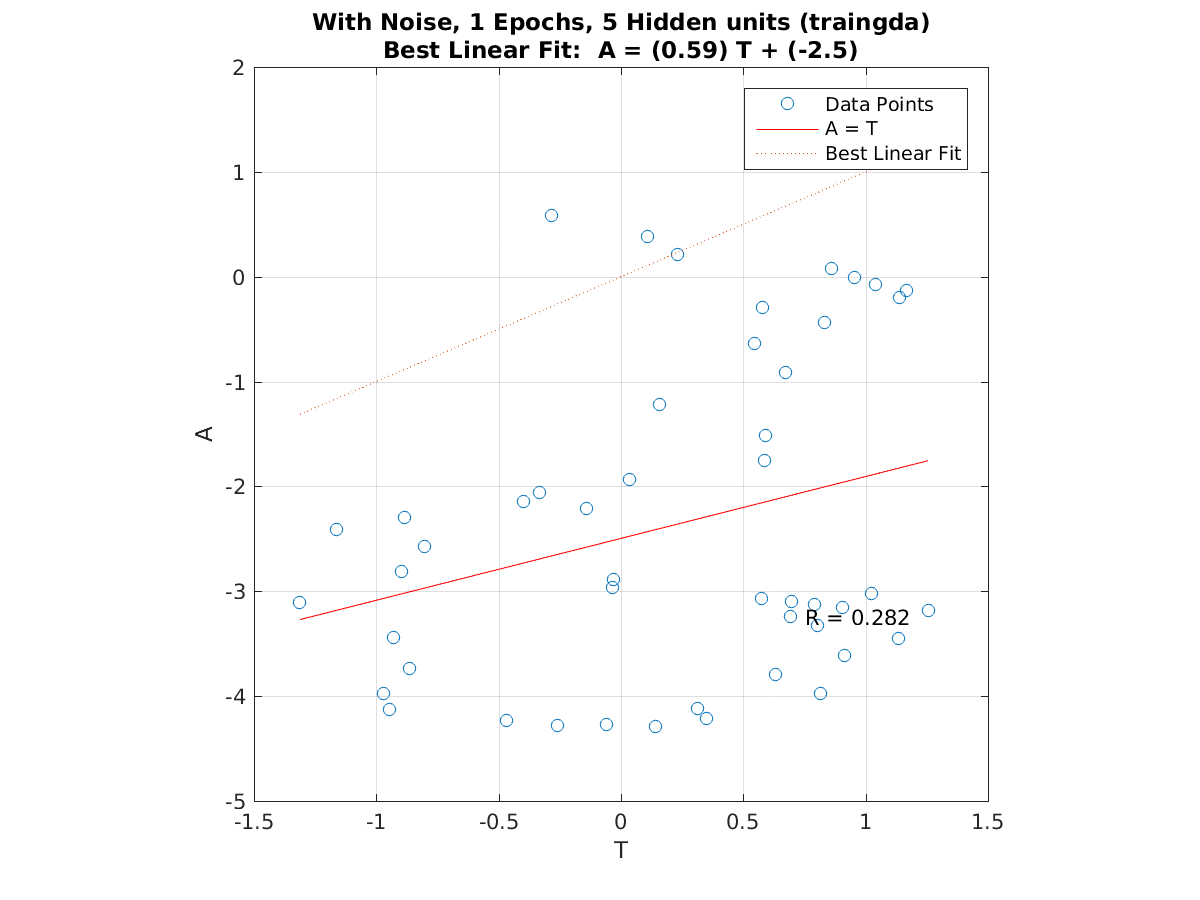 With Noise, 1 Epochs, 5 Hidden units (traingda)
Best Linear Fit:  A = (0.59) T + (-2.5)
2
1
0
-1
-2
-3
-4
-5
A
Data Points
A = T
Best Linear Fit
R = 0.282
-1.5
-1
-0.5
0
0.5
1
1.5
T